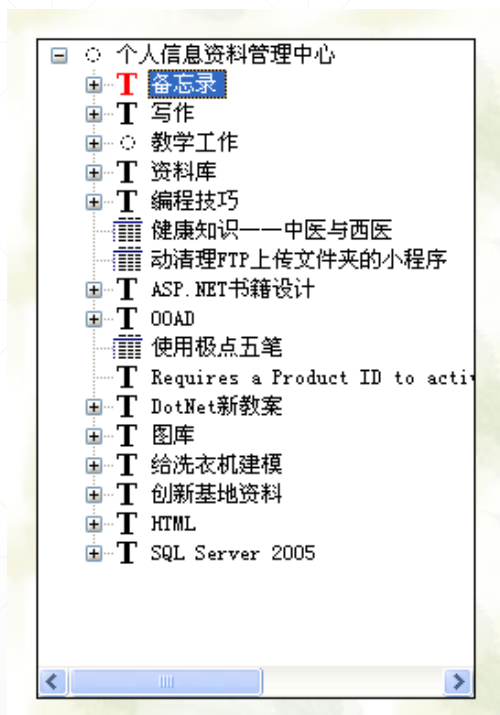 个人信息资料管理中心
备忘录
写作
教学工作
资料库
编程技巧
健康知识——中医与西医
动清理FTP上传文件夹的小程序
ASP.NET书籍设计
OOAD
使用极点五笔
Requires a Product ID to acti
DotNet新教案
图库
给洗衣机建模
创新基地资料
HTML
SQL Server 2005